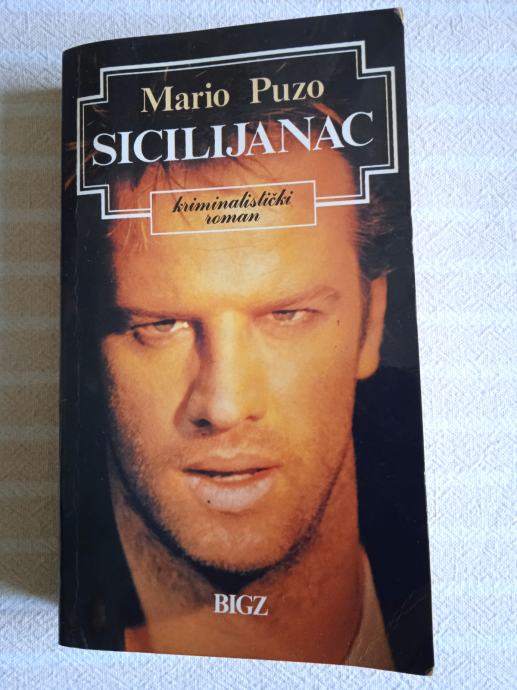 Mario Puzo
SICILIJANAC
kriminalistički
roman
BIGZ